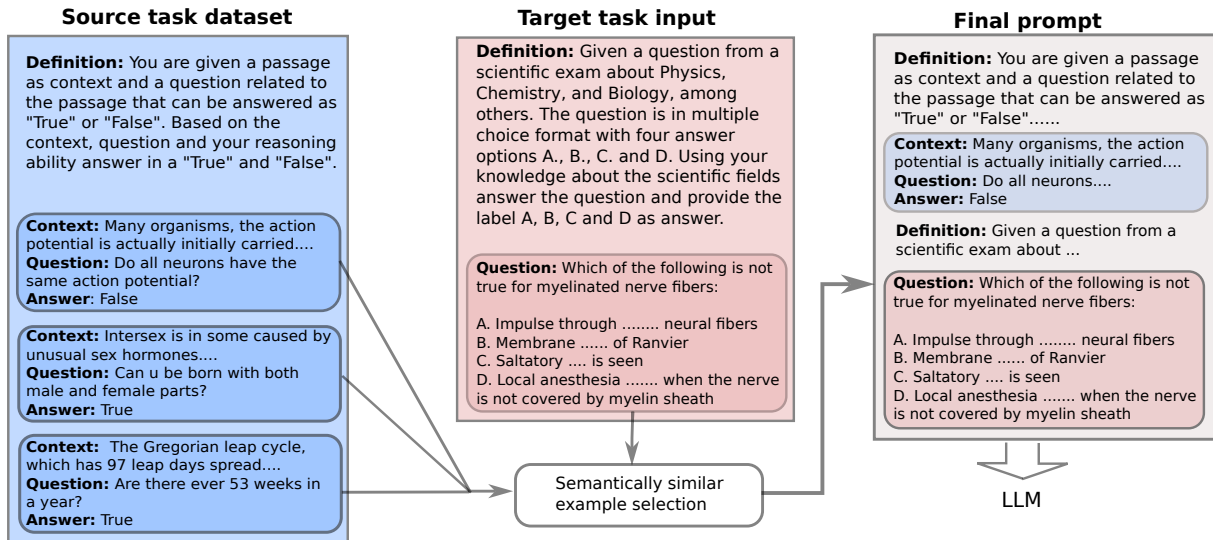 Source task dataset
Definition: You are given a passage
as context and a question related to
the passage that can be answered as
"True" or "False". Based on the
context, question and your reasoning
ability answer in a "True" and "False".
Context: Many organisms, the action
potential is actually initially carried....
Question: Do all neurons have the
same action potential?
Answer: False
Context: Intersex is in some caused by
unusual sex hormones....
Question: Can u be born with both
male and female parts?
Answer: True
Context: The Gregorian leap cycle,
which has 97 leap days spread....
Question: Are there ever 53 weeks in
a year?
Answer: True
Target task input
Definition: Given a question from a
scientific exam about Physics,
Chemistry, and Biology, among
others. The question is in multiple
choice format with four answer
options A., B., C. and D. Using your
knowledge about the scientific fields
answer the question and provide the
label A, B, C and D as answer.
Question: Which of the following is not
true for myelinated nerve fibers:
A. Impulse through ........ neural fibers
B. Membrane ...... of Ranvier
C. Saltatory .... is seen
D. Local anesthesia ....... when the nerve
is not covered by myelin sheath
Semantically similar
example selection
Final prompt
Definition: You are given a passage
as context and a question related to
the passage that can be answered as
"True" or "False"......
Context: Many organisms, the action
potential is actually initially carried....
Question: Do all neurons....
Answer: False
Definition: Given a question from a
scientific exam about ...
Question: Which of the following is not
true for myelinated nerve fibers:
A. Impulse through ........ neural fibers
B. Membrane ...... of Ranvier
C. Saltatory .... is seen
D. Local anesthesia ....... when the nerve
is not covered by myelin sheath
LLM